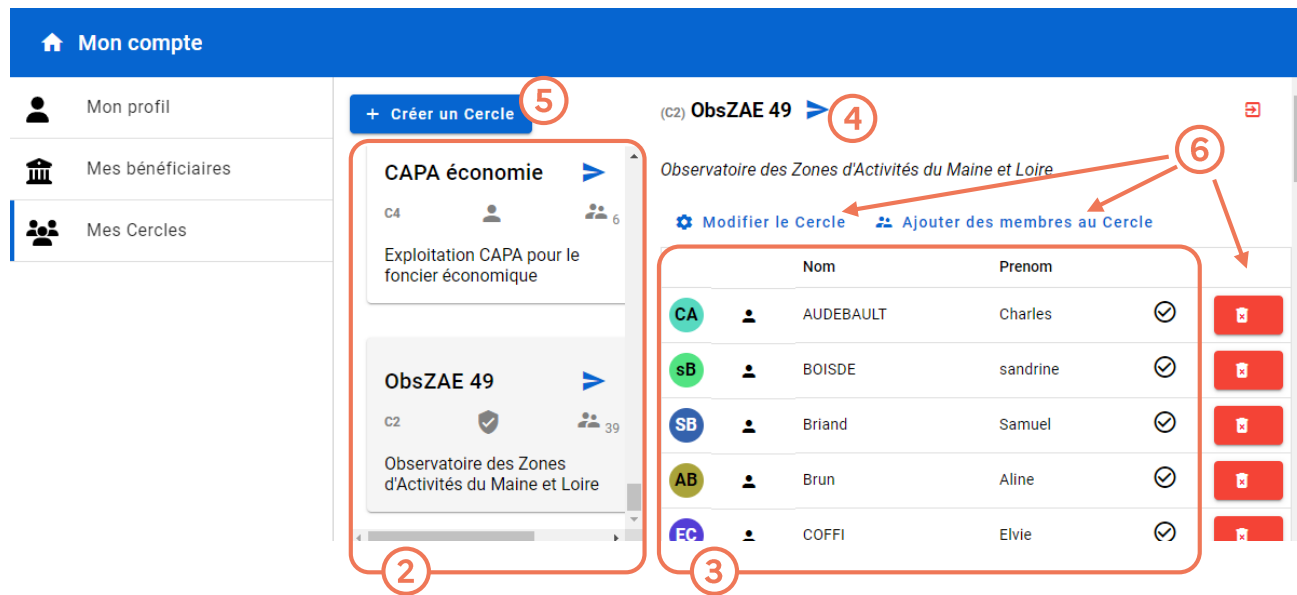 Mon compte
Mon profil
Mes bénéficiaires
Mes Cercles
+ Créer un Cercle
5
CAPA économie
C4
6
Exploitation CAPA pour le
foncier économique
ObsZAE 49
C2
39
Observatoire des Zones
d'Activités du Maine et Loire
2
(C2) ObsZAE 49
4
Observatoire des Zones d'Activités du Maine et Loire
6
Modifier le Cercle
Ajouter des membres au Cercle
Nom Prenom
CA AUDEBAULT Charles
sB BOISDE sandrine
SB Briand Samuel
AB Brun Aline
EC COFFI Elvie
3